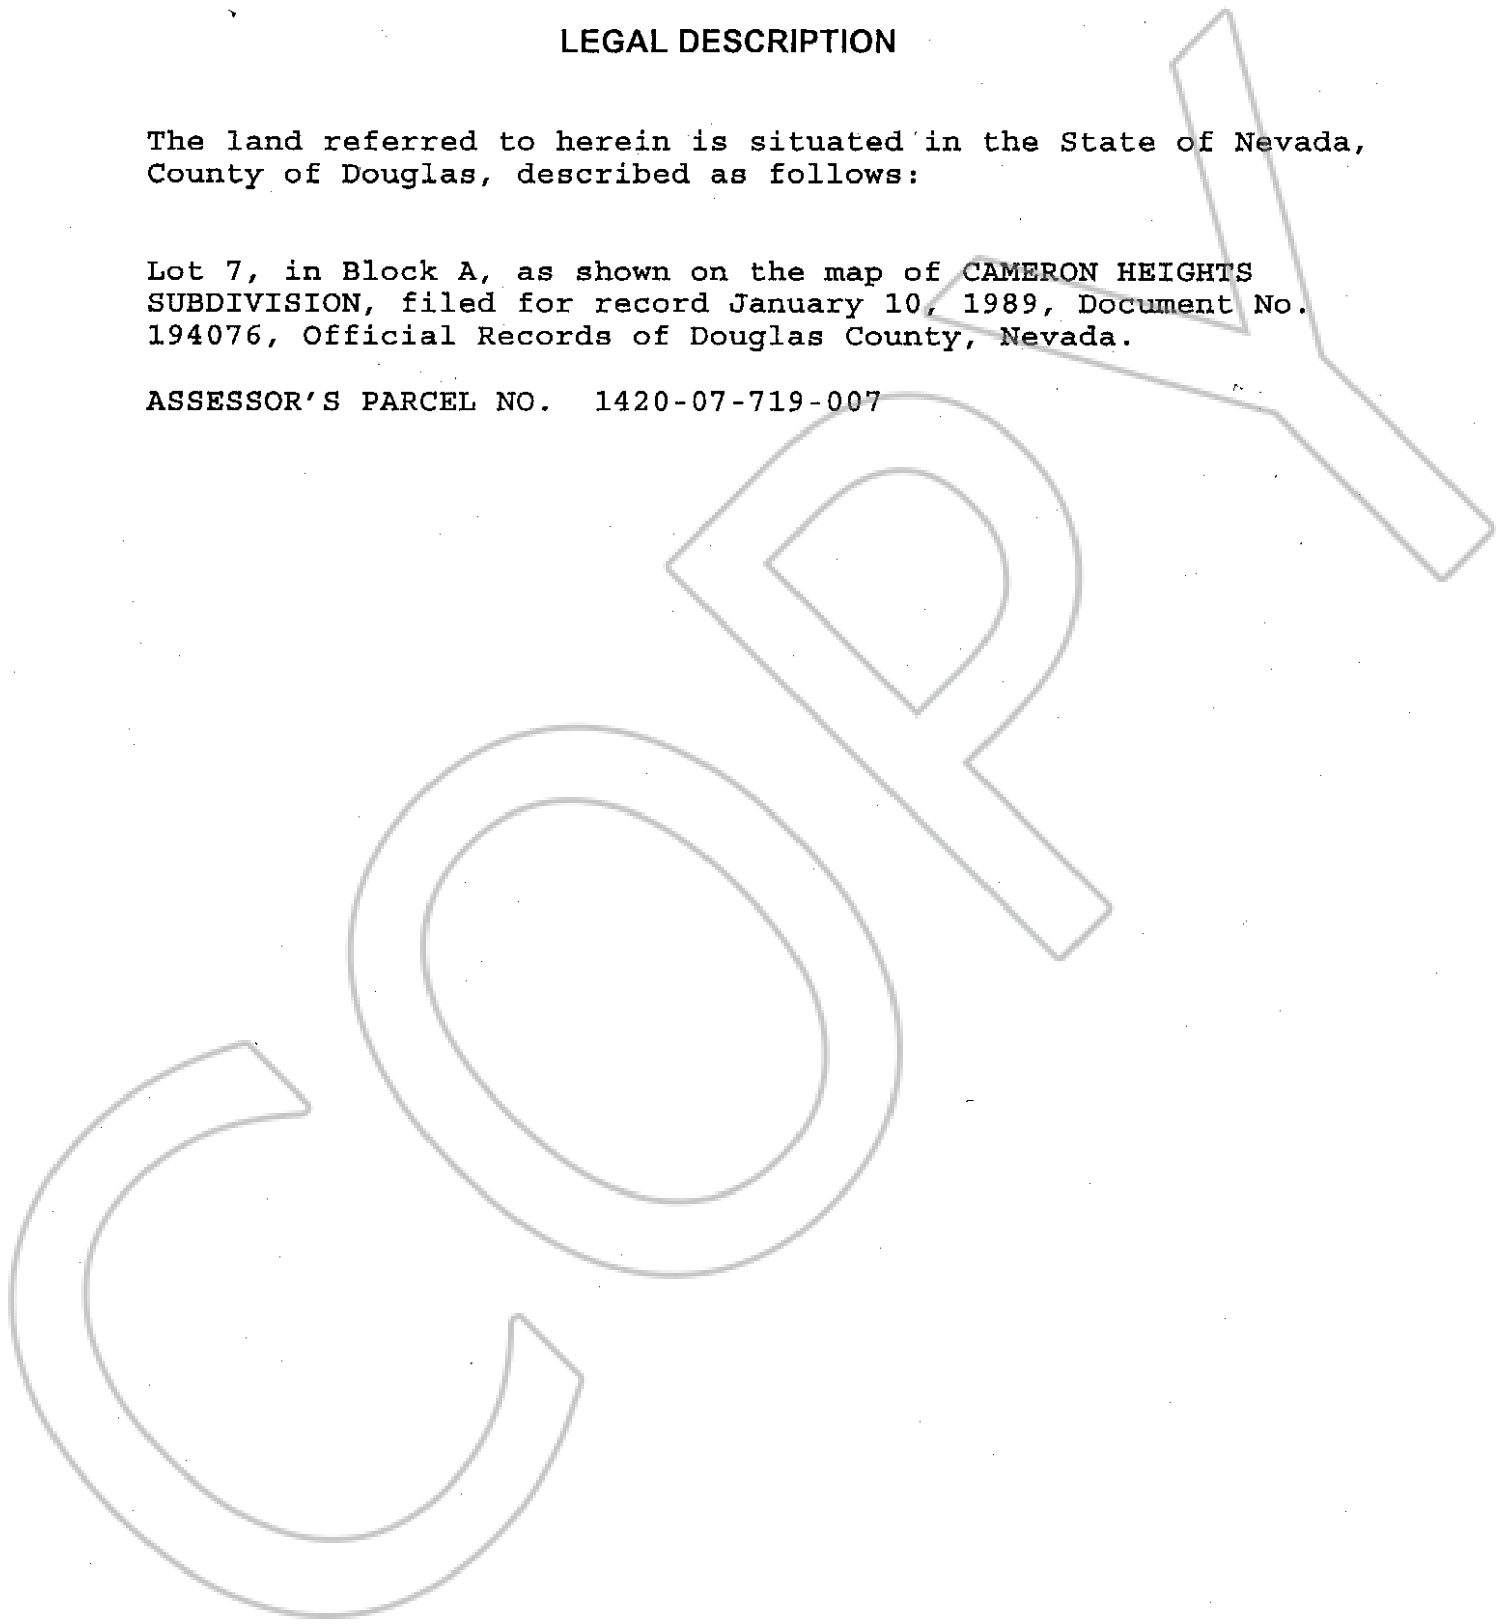 LEGAL DESCRIPTION
The land referred to herein is situated in the State of Nevada,
County of Douglas, described as follows:
Lot 7, in Block A, as shown on the map of CAMERON HEIGHTS
SUBDIVISION, filed for record January 10, 1989, Document No.
194076, Official Records of Douglas County, Nevada.
ASSESSOR'S PARCEL NO. 1420-07-719-007
COPY